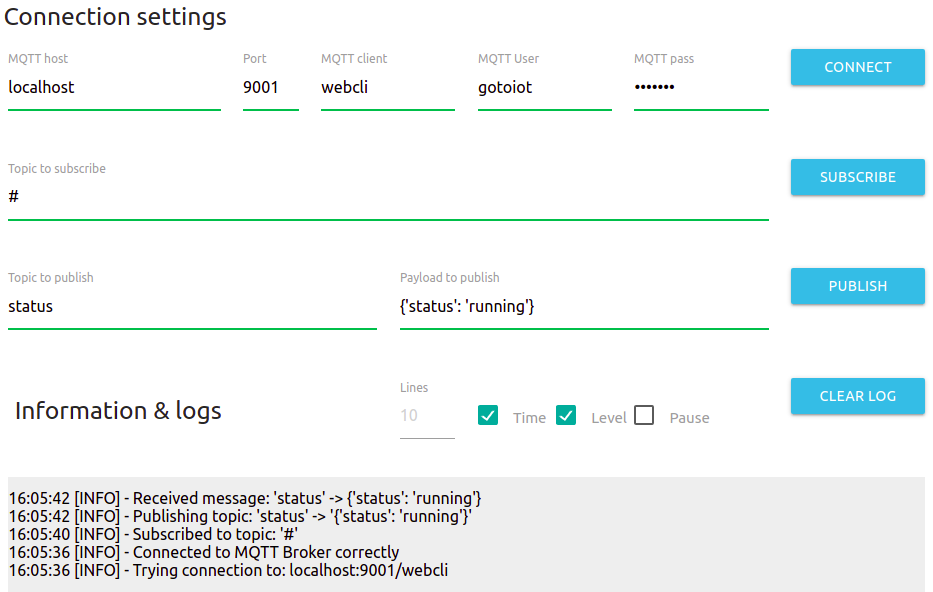 Connection settings
MQTT host Port MQTT client MQTT User MQTT pass
localhost 9001 webcli gotoiot ••••••• CONNECT
Topic to subscribe
# SUBSCRIBE
Topic to publish Payload to publish
status {'status': 'running'} PUBLISH
Lines
Information & logs 10 Time Level Pause CLEAR LOG
16:05:42 [INFO] - Received message: 'status' -> {'status': 'running'}
16:05:42 [INFO] - Publishing topic: 'status' -> '{'status': 'running'}'
16:05:40 [INFO] - Subscribed to topic: '#'
16:05:36 [INFO] - Connected to MQTT Broker correctly
16:05:36 [INFO] - Trying connection to: localhost:9001/webcli